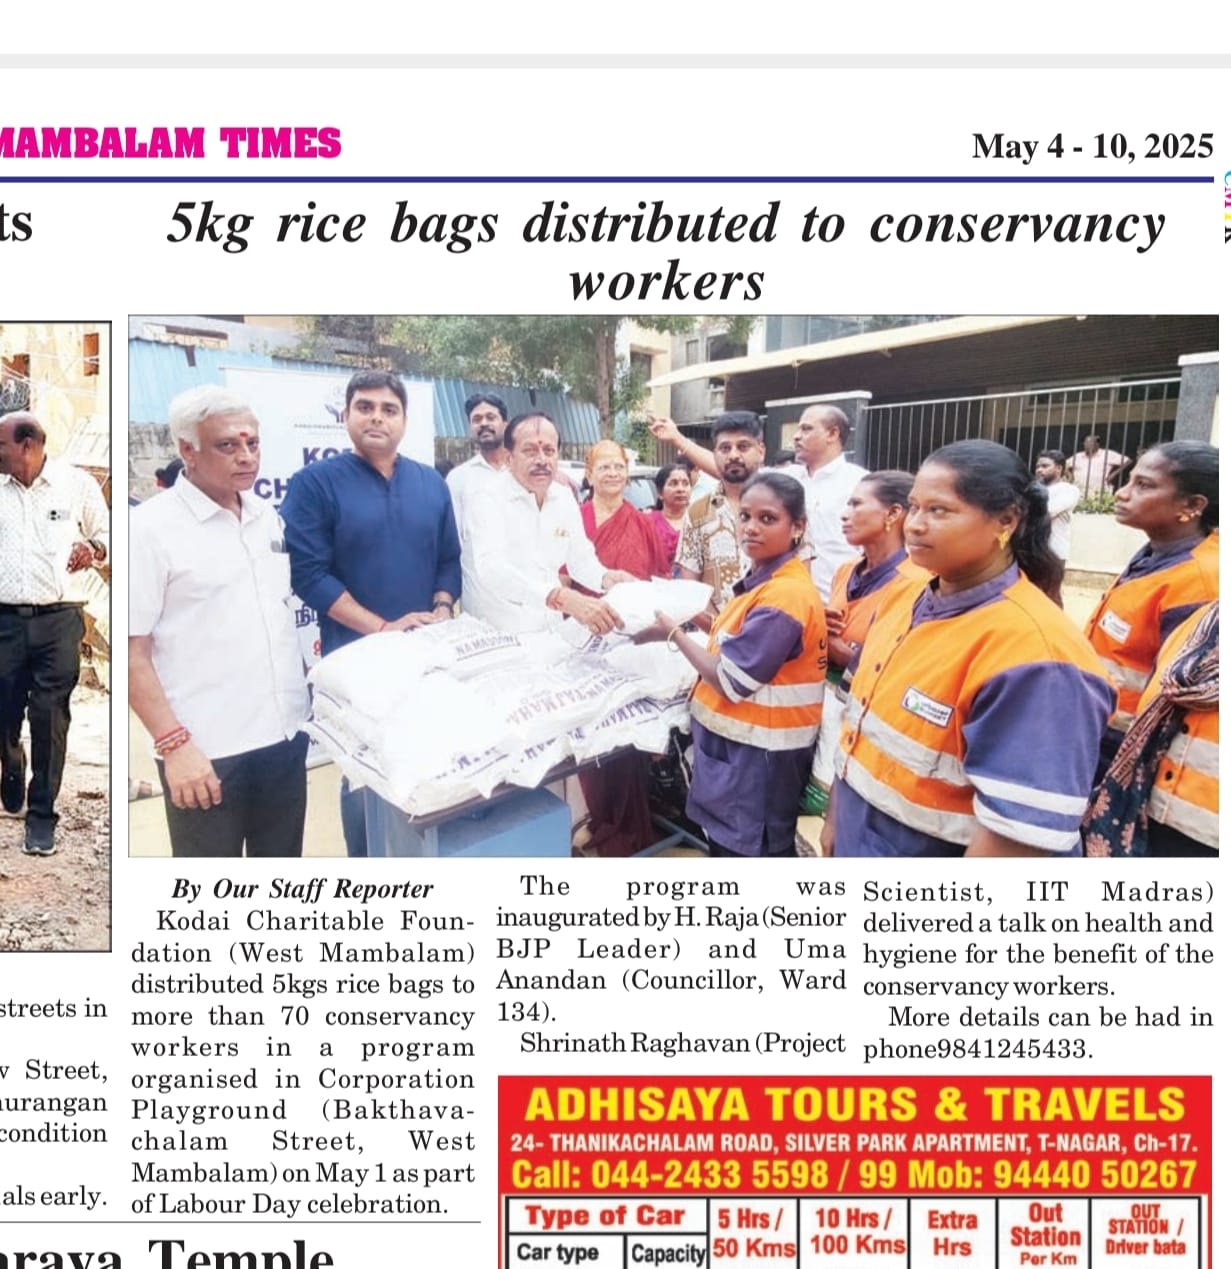 MAMBALAM TIMES
May 4 - 10, 2025
ts
5kg rice bags distributed to conservancy
workers
CH
NAMASIVAYA
By Our Staff Reporter
Kodai Charitable Foun-
dation (West Mambalam)
distributed 5kgs rice bags to
more than 70 conservancy
workers in a program
organised in Corporation
Playground (Bakthava-
chalam Street, West
Mambalam) on May 1 as part
of Labour Day celebration.
The program was
inaugurated by H. Raja (Senior
BJP Leader) and Uma
Anandan (Councillor, Ward
134).
Shrinath Raghavan (Project
Scientist, IIT Madras)
delivered a talk on health and
hygiene for the benefit of the
conservancy workers.
More details can be had in
phone9841245433.
streets in
Street,
urangan
condition
als early.
Temple
ADHISAYA TOURS & TRAVELS
24- THANIKACHALAM ROAD, SILVER PARK APARTMENT, T-NAGAR, Ch-17.
Call: 044-2433 5598 / 99 Mob: 94440 50267
Type of Car
Car type
Capacity
5 Hrs /
50 Kms
10 Hrs /
100 Kms
Extra
Hrs
Out
Station
Per Km
OUT
STATION /
Driver bata